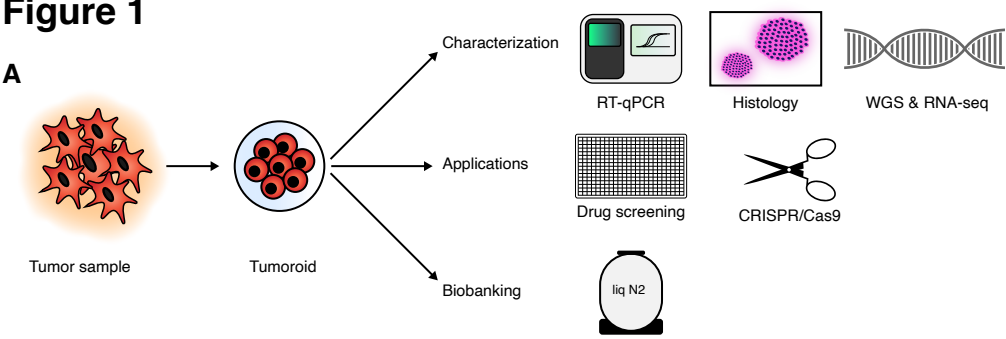 Figure 1
A
Characterization
RT-qPCR
Histology
WGS & RNA-seq
Applications
Drug screening
CRISPR/Cas9
Tumor sample
Tumoroid
Biobanking
liq N2